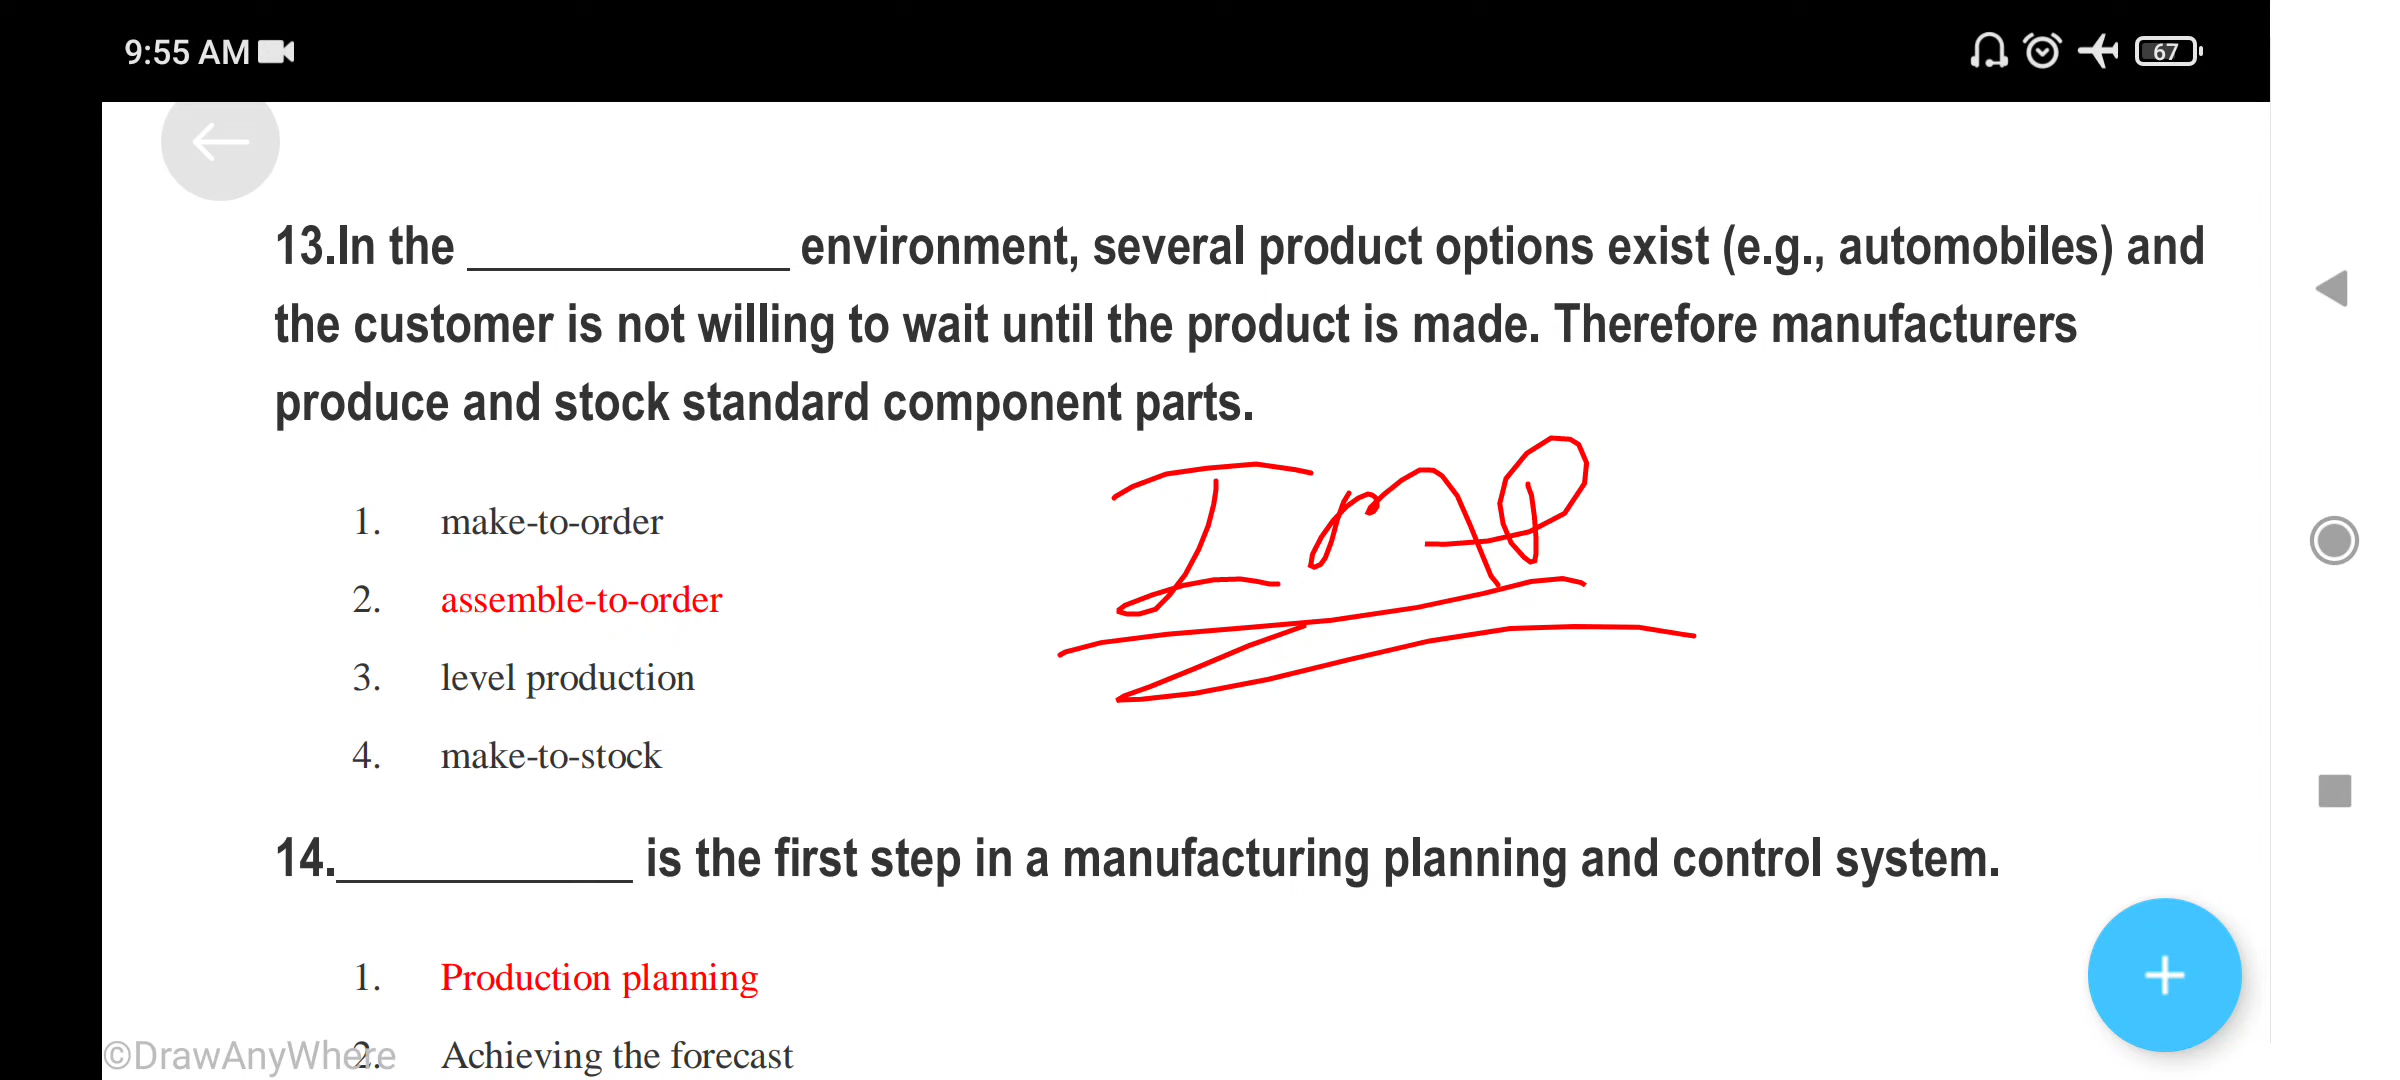 9:55 AM
67
13.In the ____________ environment, several product options exist (e.g., automobiles) and
the customer is not willing to wait until the product is made. Therefore manufacturers
produce and stock standard component parts.
Imp
1. make-to-order
2. assemble-to-order
3. level production
4. make-to-stock
14.___________ is the first step in a manufacturing planning and control system.
1. Production planning
2. Achieving the forecast
©DrawAnyWhere